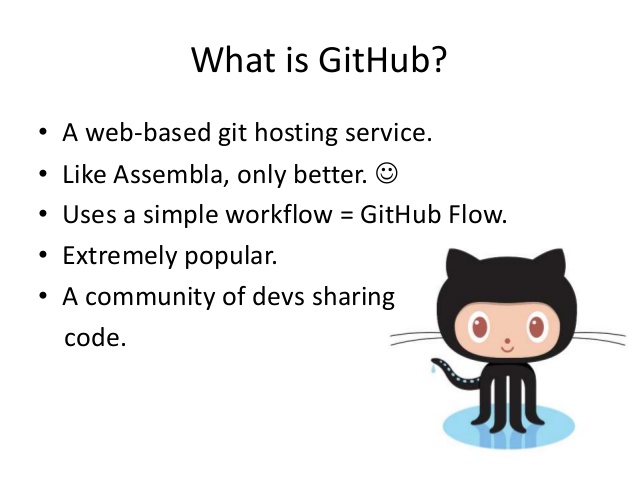 What is GitHub?
• A web-based git hosting service.
• Like Assembla, only better. ☺
• Uses a simple workflow = GitHub Flow.
• Extremely popular.
• A community of devs sharing
code.